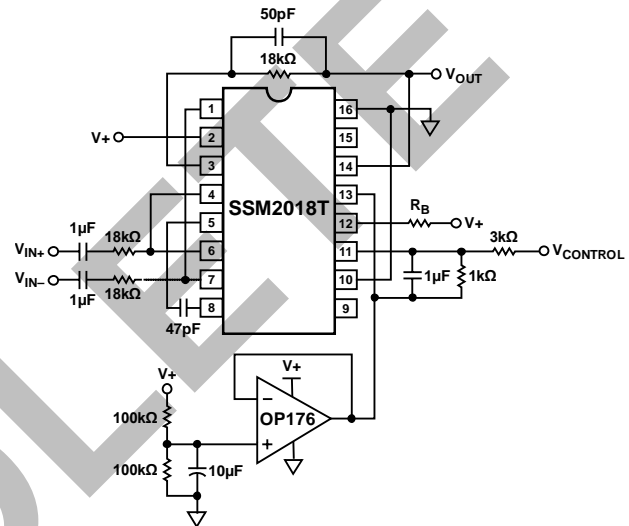 50pF
18kΩ
VOUT
V+
1
2
3
4
5
6
7
8
SSM2018T
16
15
14
13
12
11
10
9
1µF
18kΩ
VIN+
VIN–
18kΩ
1µF
47pF
RB
V+
3kΩ
VCONTROL
1µF
1kΩ
V+
100kΩ
100kΩ
10µF
V+
–
OP176
+
OLETE